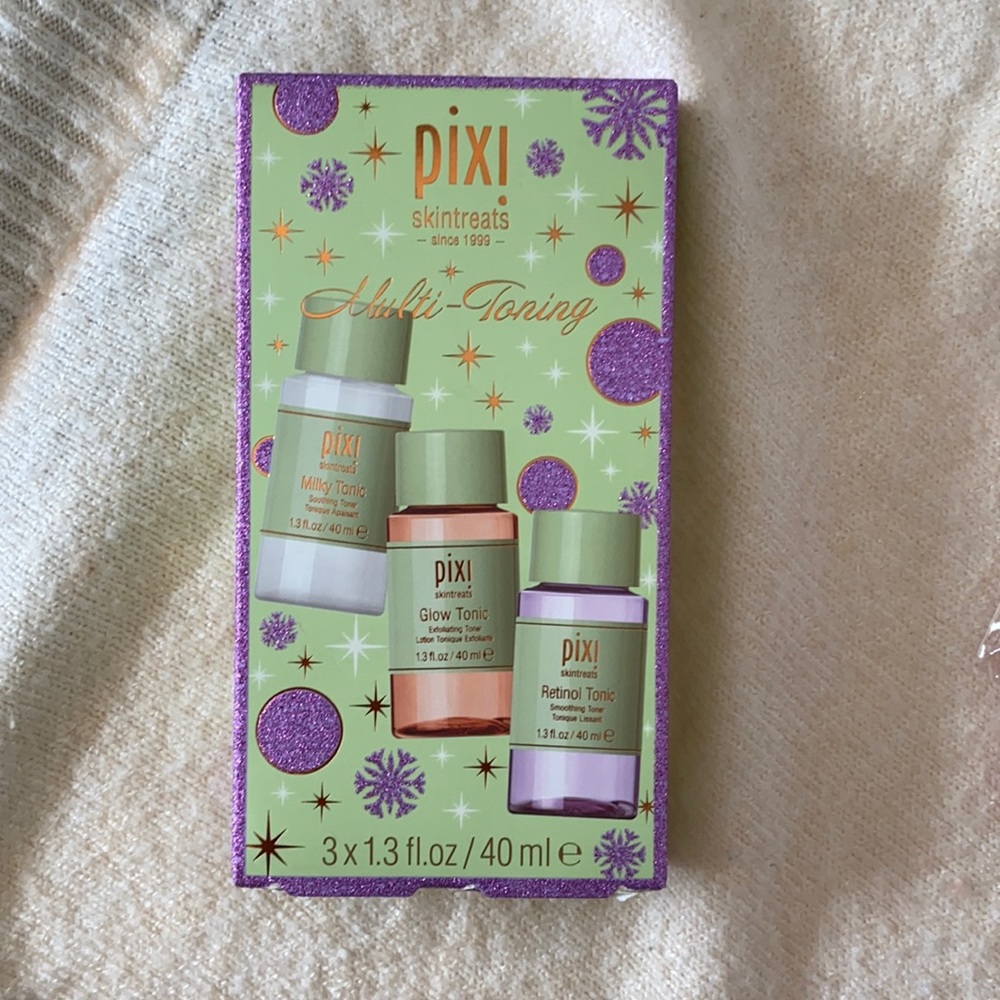 pixi
skintreats
– since 1999 –
Multi-Toning
pixi
skintreats
Milky Tonic
Soothing Toner
Tonique Apaisant
1.3 fl.oz / 40 ml e
pixi
skintreats
Glow Tonic
Exfoliating Toner
Lotion Tonique Exfoliante
1.3 fl.oz / 40 ml e
pixi
skintreats
Retinol Tonic
Smoothing Toner
Tonique Lissant
1.3 fl.oz / 40 ml e
3 x 1.3 fl.oz / 40 ml e